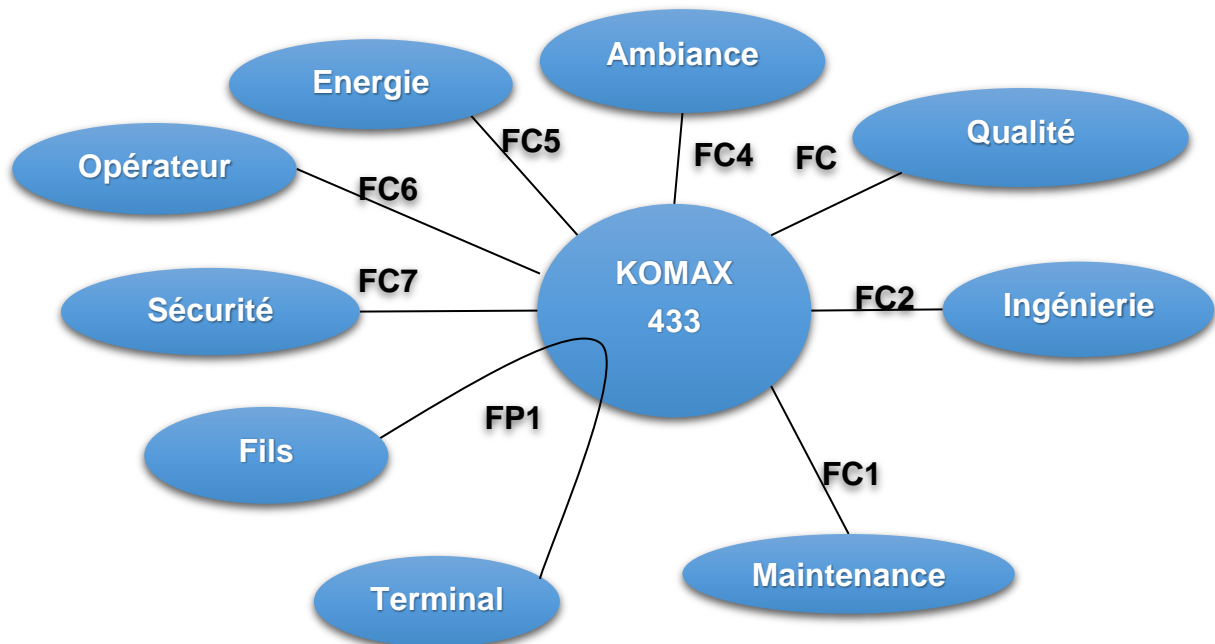 Ambiance
Energie
Qualité
FC5
FC4
FC
Opérateur
FC6
KOMAX
433
FC7
Sécurité
FC2
Ingénierie
FP1
Fils
FC1
Maintenance
Terminal